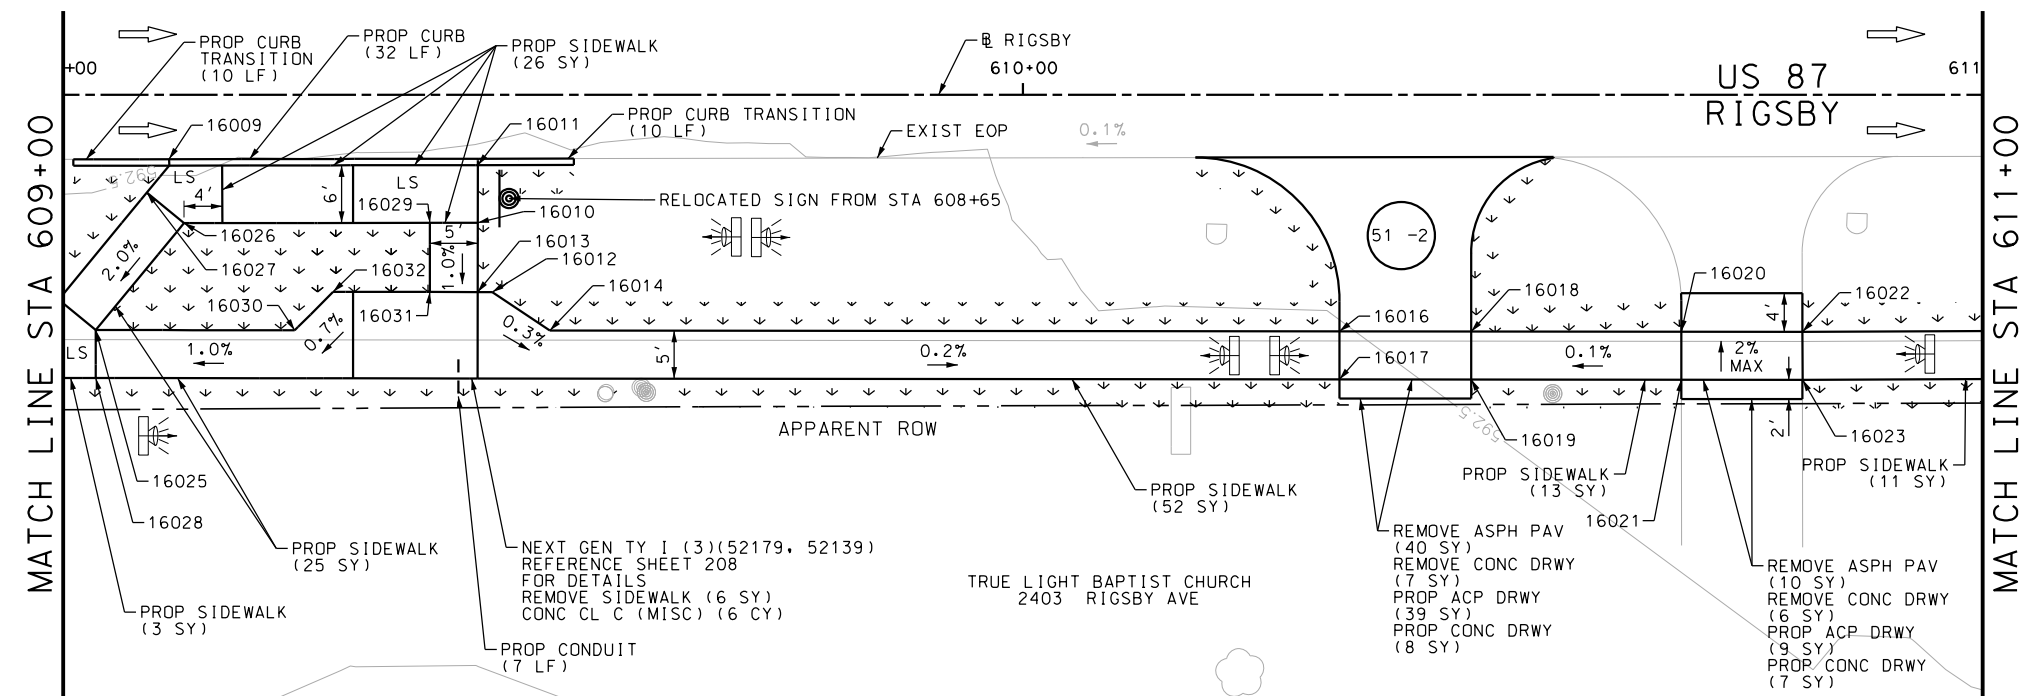 PROP CURB
TRANSITION
(10 LF)
PROP CURB
(32 LF)
PROP SIDEWALK
(26 SY)
B RIGSBY
L
+00
610+00
611
US 87
RIGSBY
16009
16011
PROP CURB TRANSITION
(10 LF)
EXIST EOP
0.1%
592.5
LS
4'
6'
LS
16029
16010
RELOCATED SIGN FROM STA 608+65
16026
5'
16013
16012
51 -2
2.0%
16027
16032
1.0%
16030
16031
16014
16016
16018
16020
16022
4'
LS
1.0%
0.7%
0.3%
5'
0.2%
16017
0.1%
2%
MAX
APPARENT ROW
592.5
16019
2'
16023
PROP SIDEWALK
(13 SY)
PROP SIDEWALK
(11 SY)
16025
16028
PROP SIDEWALK
(52 SY)
16021
PROP SIDEWALK
(25 SY)
PROP SIDEWALK
(3 SY)
NEXT GEN TY I (3)(52179, 52139)
REFERENCE SHEET 208
FOR DETAILS
REMOVE SIDEWALK (6 SY)
CONC CL C (MISC) (6 CY)
PROP CONDUIT
(7 LF)
TRUE LIGHT BAPTIST CHURCH
2403 RIGSBY AVE
REMOVE ASPH PAV
(40 SY)
REMOVE CONC DRWY
(7 SY)
PROP ACP DRWY
(39 SY)
PROP CONC DRWY
(8 SY)
REMOVE ASPH PAV
(10 SY)
REMOVE CONC DRWY
(6 SY)
PROP ACP DRWY
(9 SY)
PROP CONC DRWY
(7 SY)
MATCH LINE STA 609+00
MATCH LINE STA 611+00